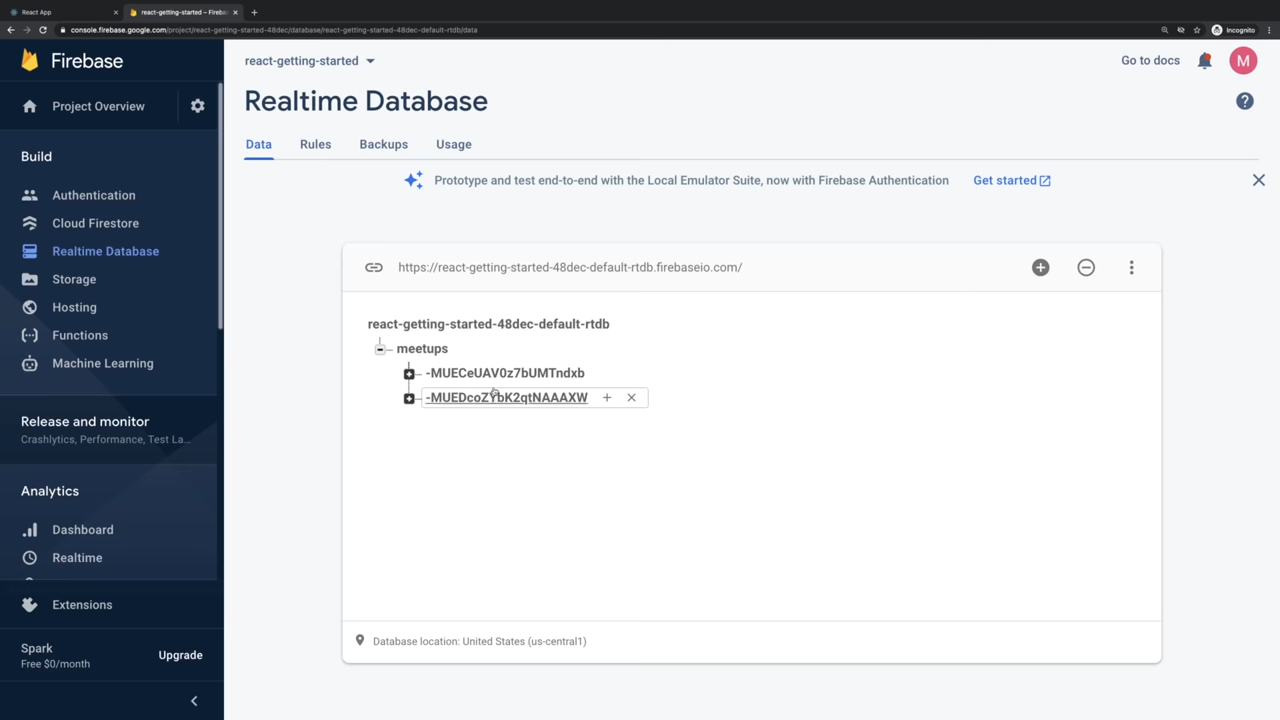 React App
react-getting-started – Fireba
console.firebase.google.com/project/react-getting-started-48dec/database/react-getting-started-48dec-default-rtdb/data
Incognito
Firebase
react-getting-started
Go to docs
M
Project Overview
Realtime Database
Data
Rules
Backups
Usage
Build
Prototype and test end-to-end with the Local Emulator Suite, now with Firebase Authentication
Get started
Authentication
Cloud Firestore
Realtime Database
Storage
Hosting
Functions
Machine Learning
https://react-getting-started-48dec-default-rtdb.firebaseio.com/
react-getting-started-48dec-default-rtdb
meetups
-MUECeUAV0z7bUMTndxb
-MUEDcoZYbK2qtNAAAXW
Release and monitor
Crashlytics, Performance, Test La...
Analytics
Dashboard
Realtime
Extensions
Spark
Free $0/month
Upgrade
Database location: United States (us-central1)